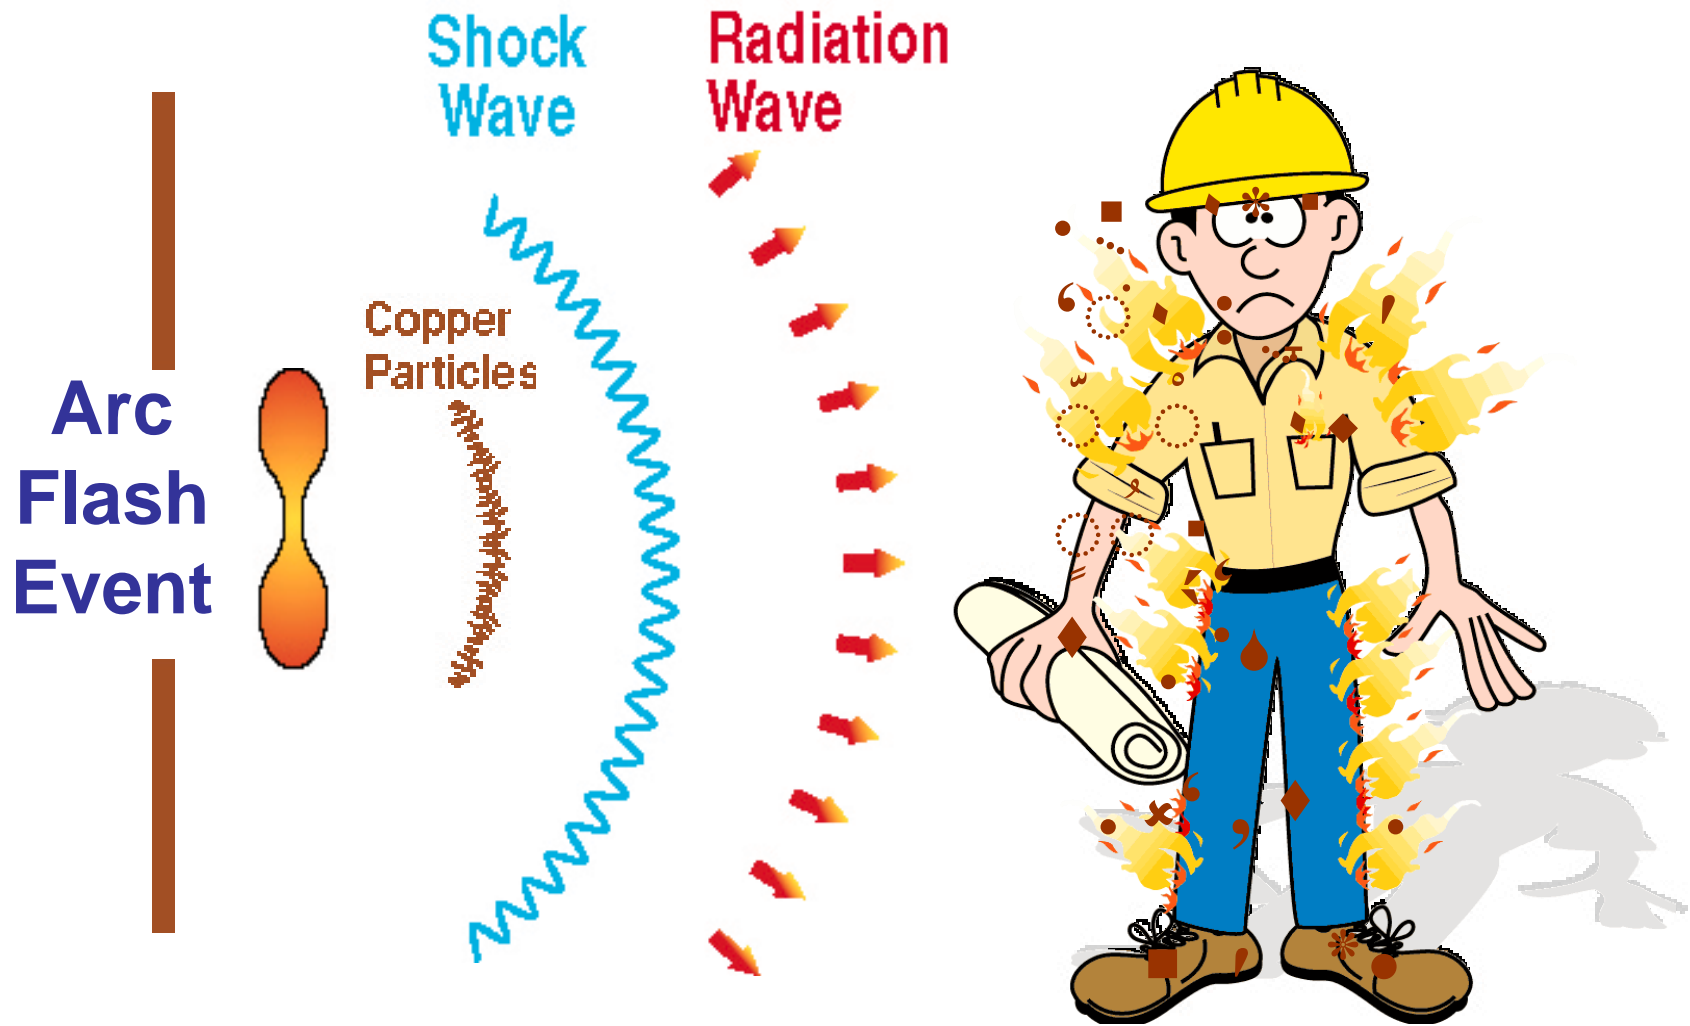 Shock
Wave
Radiation
Wave
Copper
Particles
Arc
Flash
Event